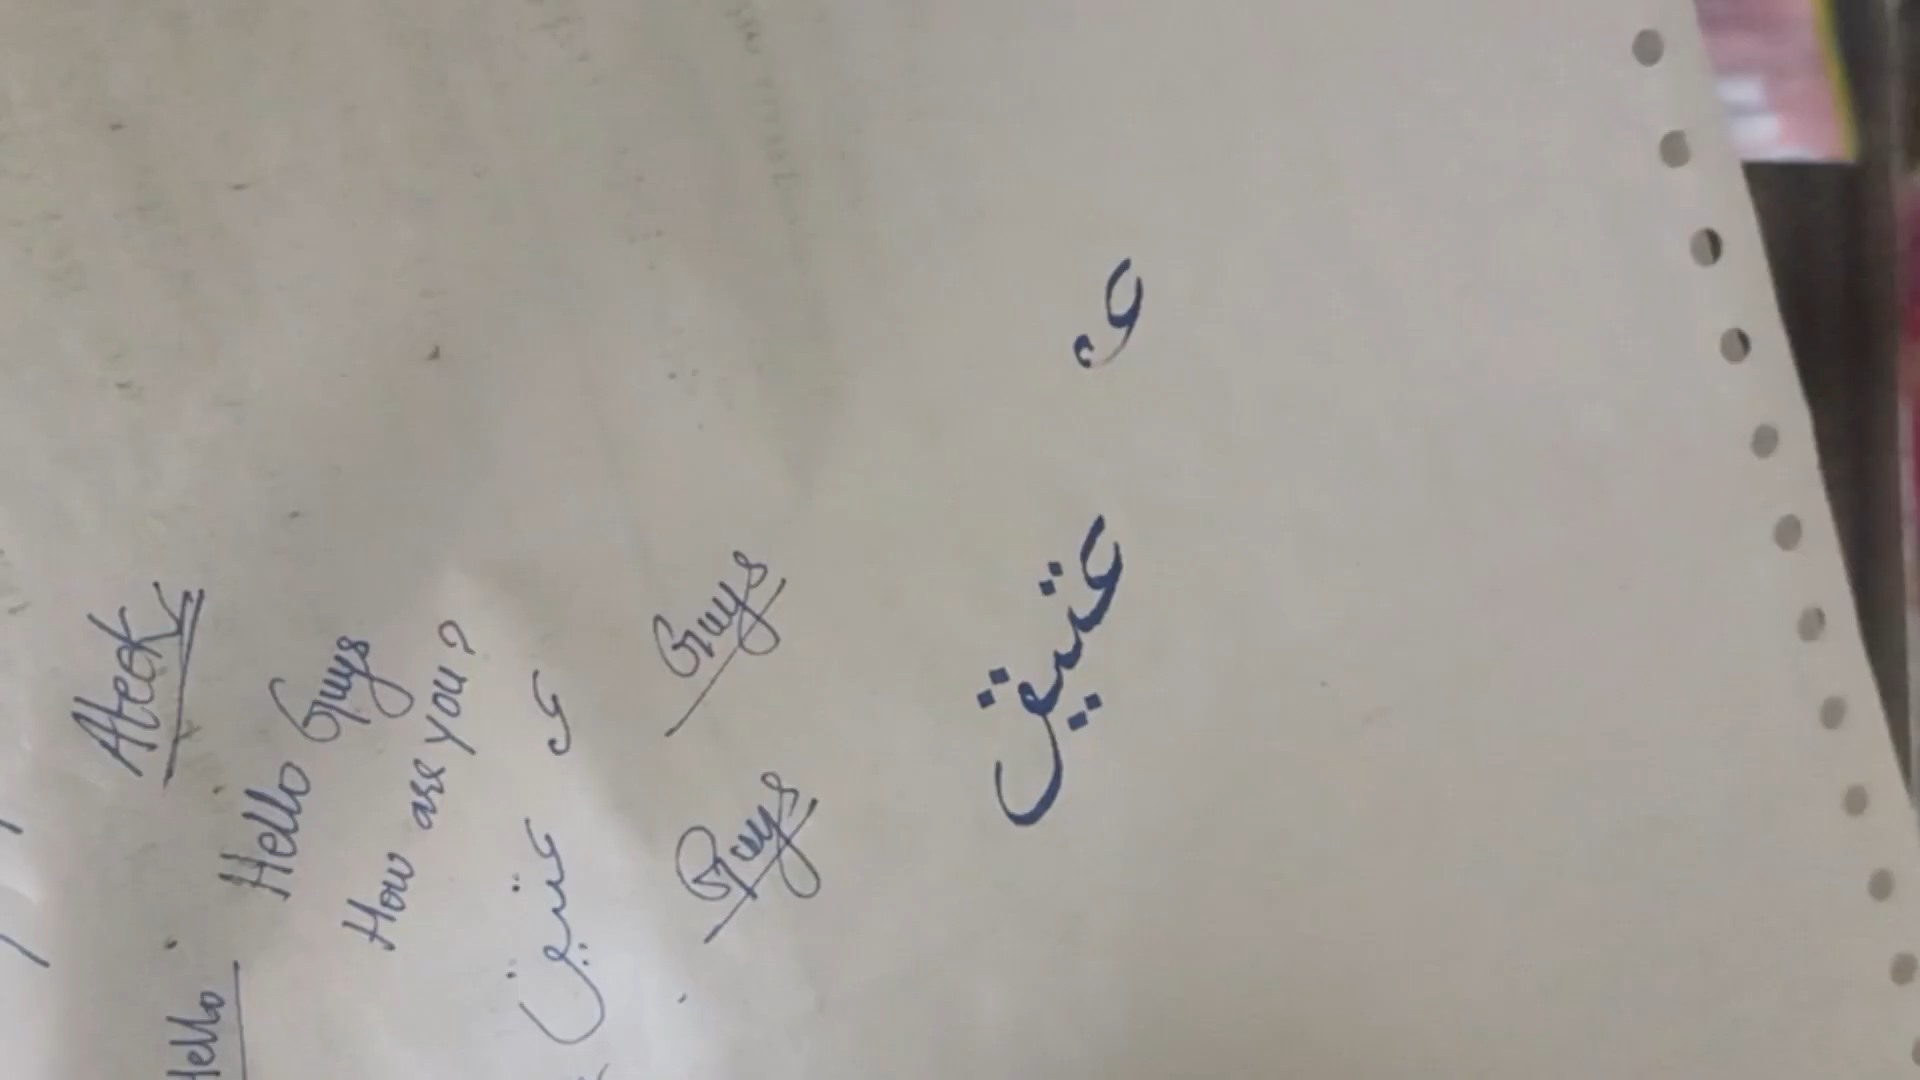 Ateek
Hello
Hello Guys
How are you?
عتیق
Guys
Guys
عتیق